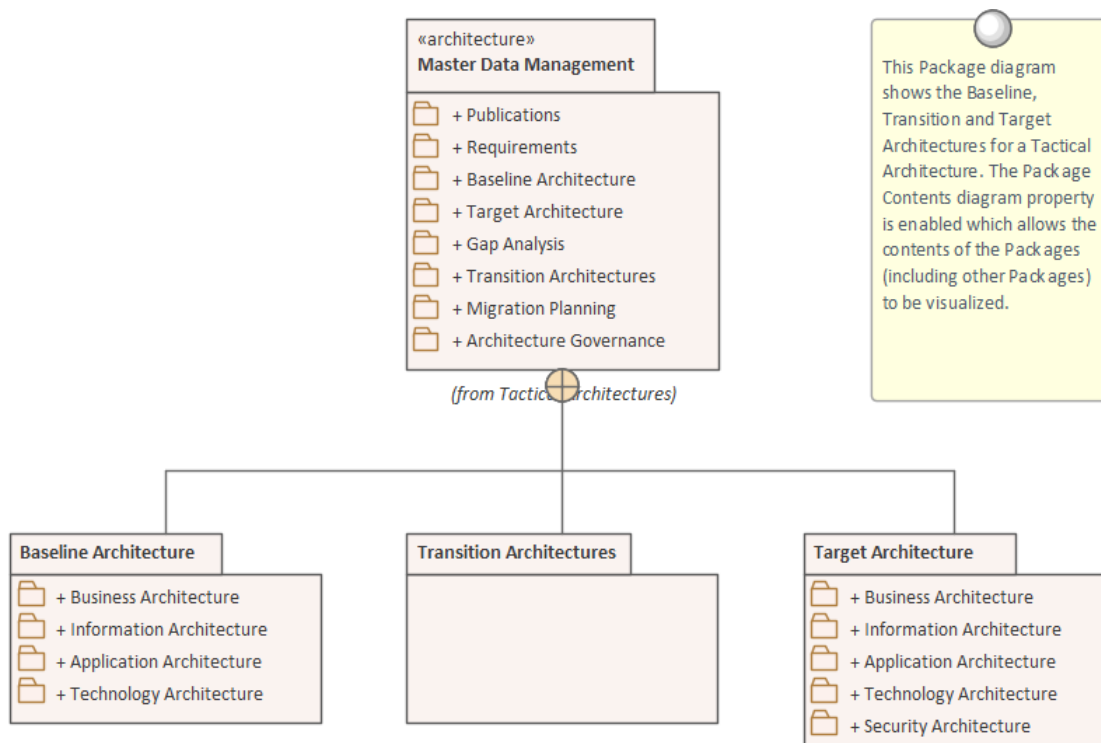 «architecture»
Master Data Management
+ Publications
+ Requirements
+ Baseline Architecture
+ Target Architecture
+ Gap Analysis
+ Transition Architectures
+ Migration Planning
+ Architecture Governance
(from Tactical Architectures)
This Package diagram
shows the Baseline,
Transition and Target
Architectures for a Tactical
Architecture. The Package
Contents diagram property
is enabled which allows the
contents of the Packages
(including other Packages)
to be visualized.
Baseline Architecture
+ Business Architecture
+ Information Architecture
+ Application Architecture
+ Technology Architecture
Transition Architectures
Target Architecture
+ Business Architecture
+ Information Architecture
+ Application Architecture
+ Technology Architecture
+ Security Architecture